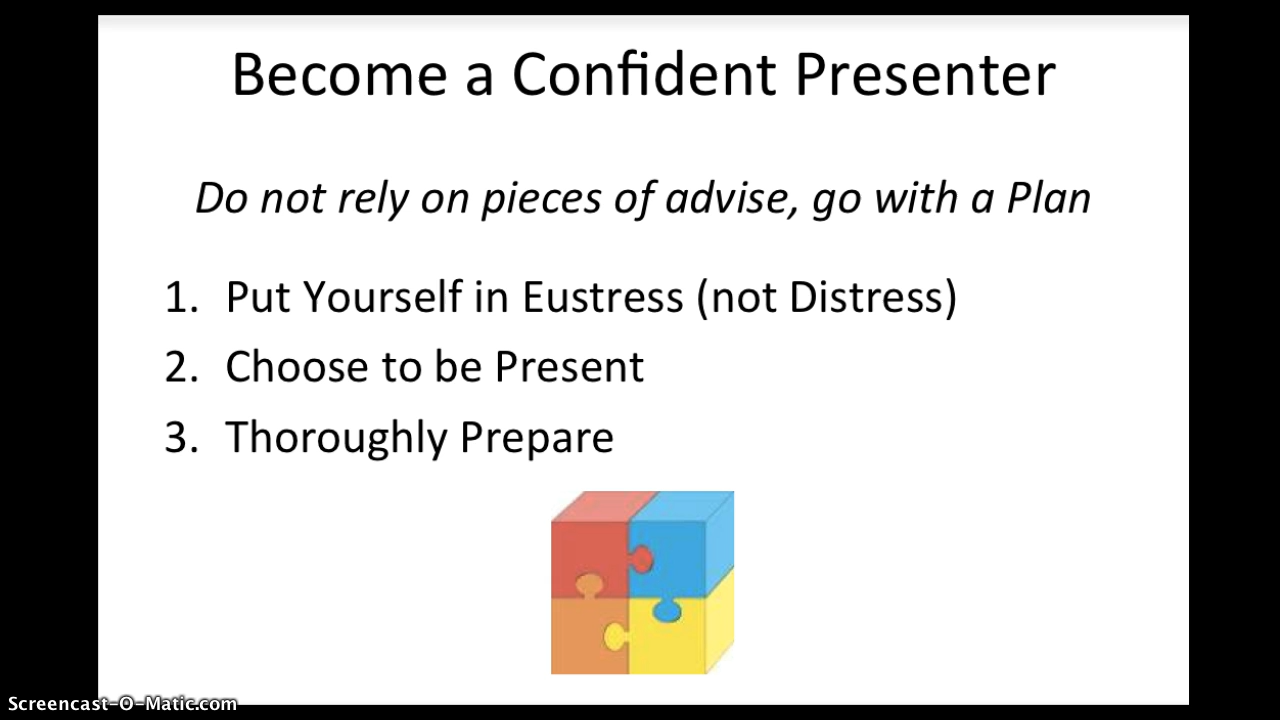 Become a Confident Presenter
Do not rely on pieces of advise, go with a Plan
1. Put Yourself in Eustress (not Distress)
2. Choose to be Present
3. Thoroughly Prepare
Screencast-O-Matic.com